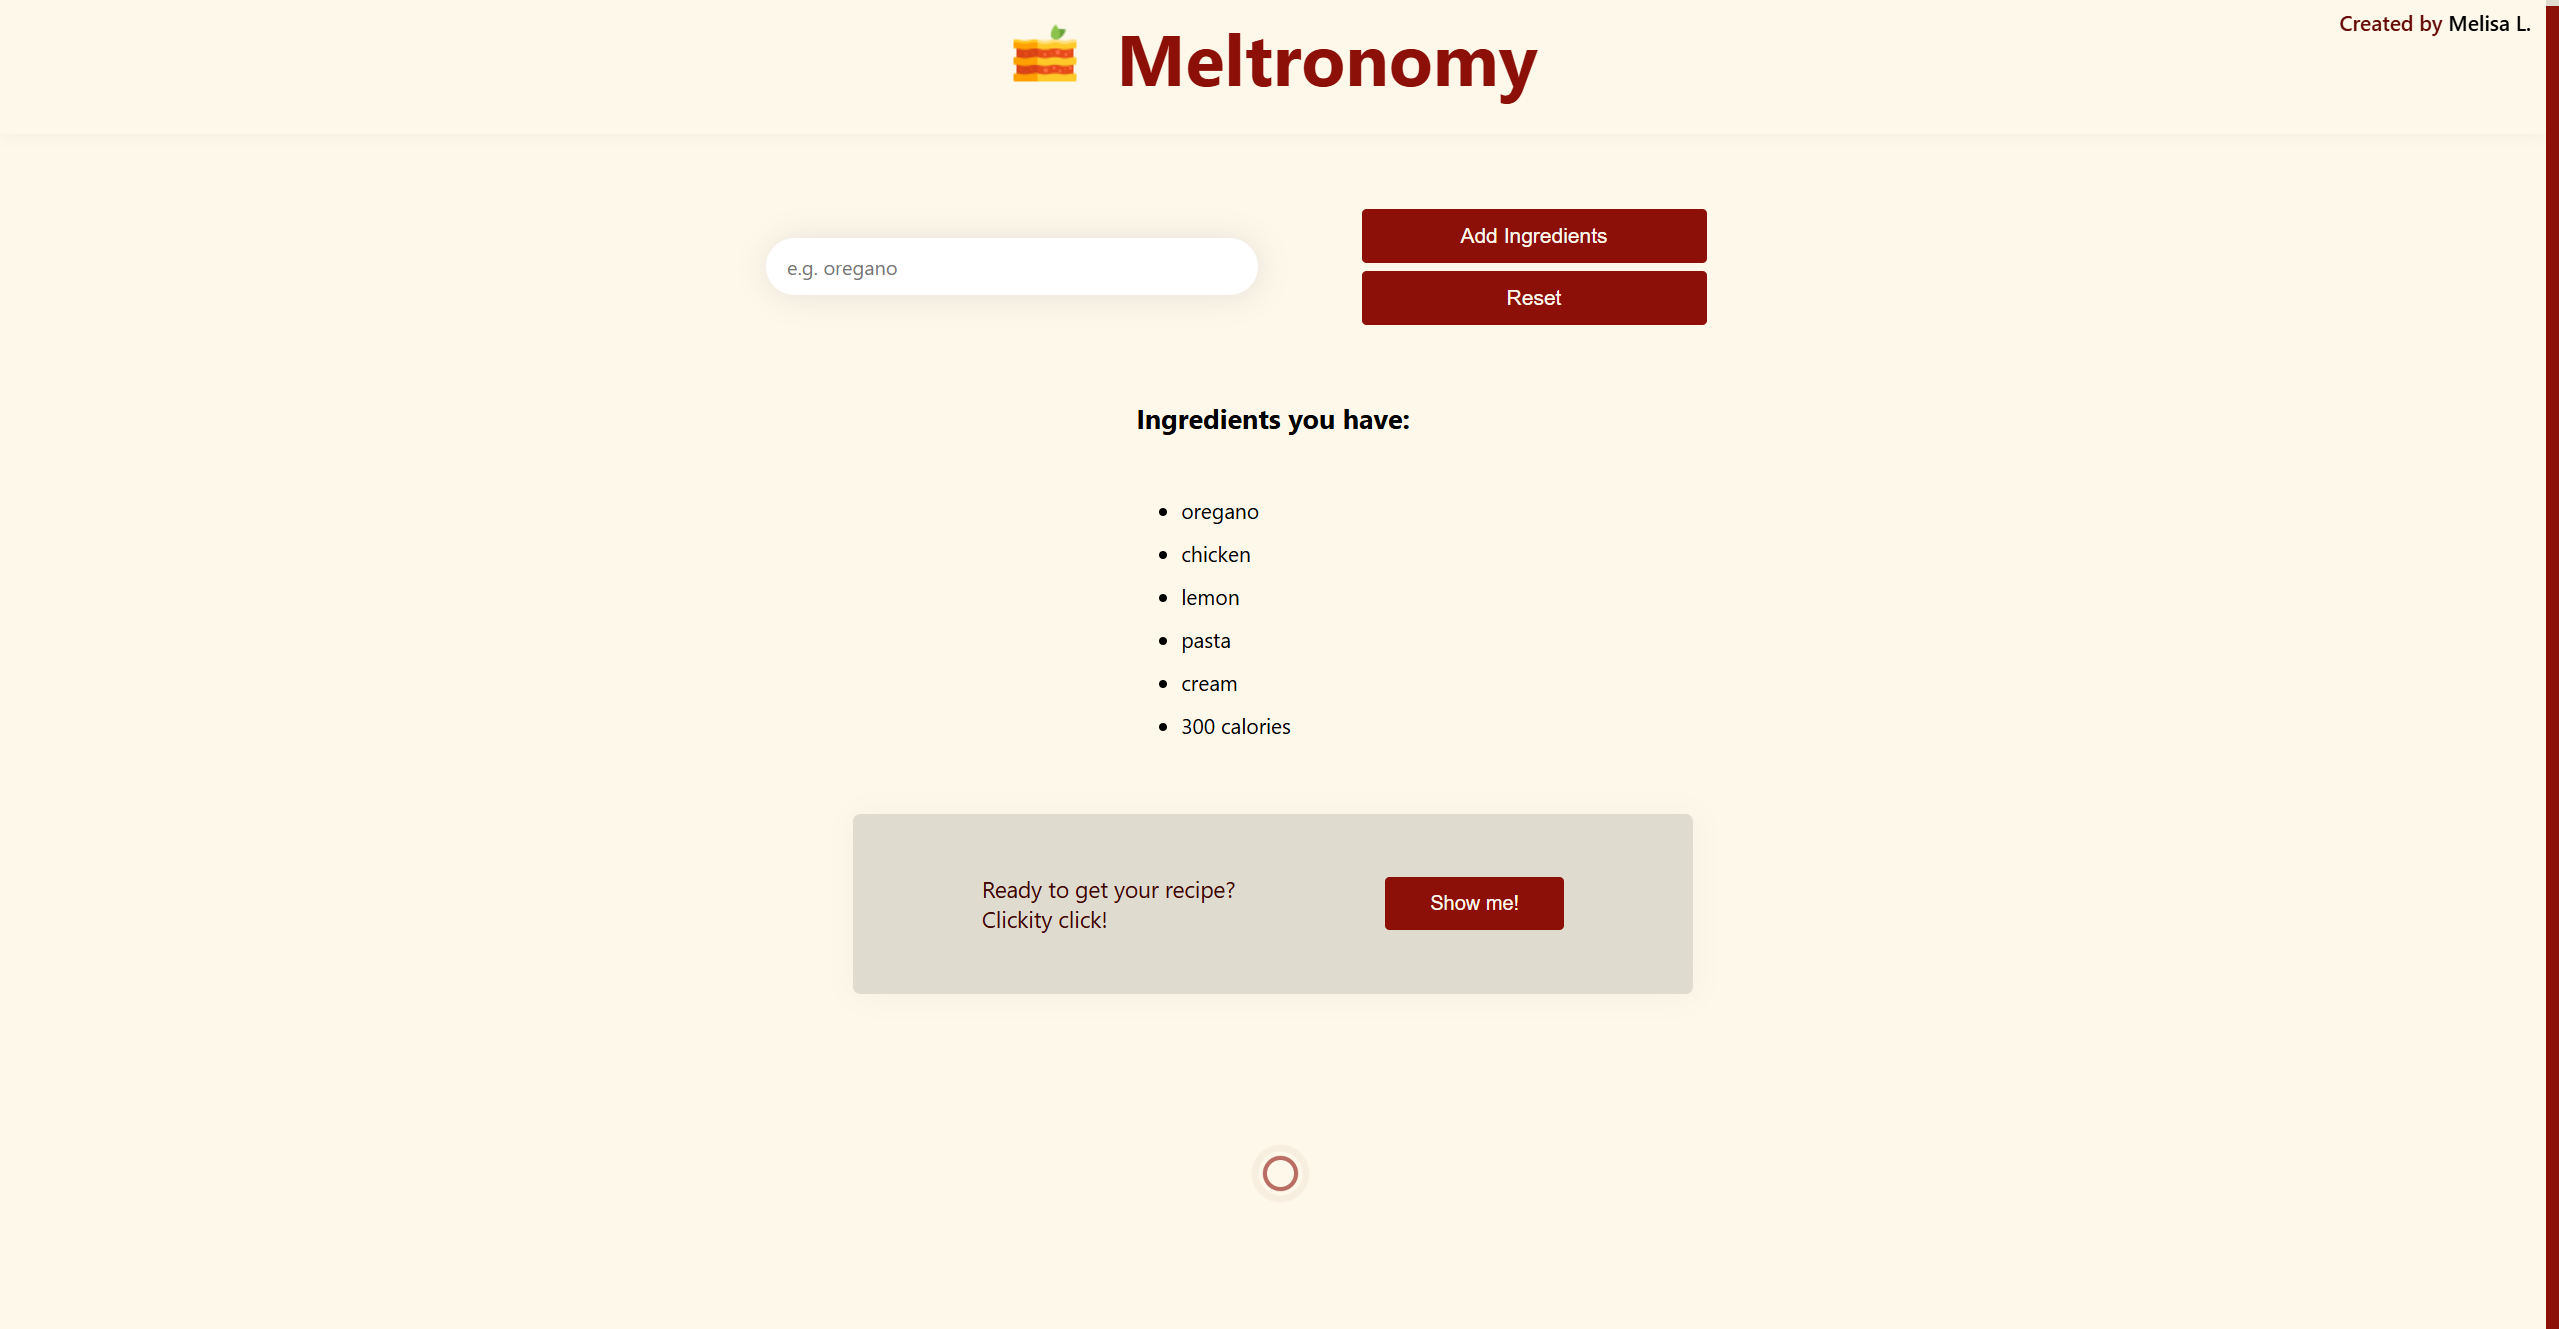 Meltronomy
Created by Melisa L.
e.g. oregano
Add Ingredients
Reset
Ingredients you have:
oregano
chicken
lemon
pasta
cream
300 calories
Ready to get your recipe?
Clickity click!
Show me!